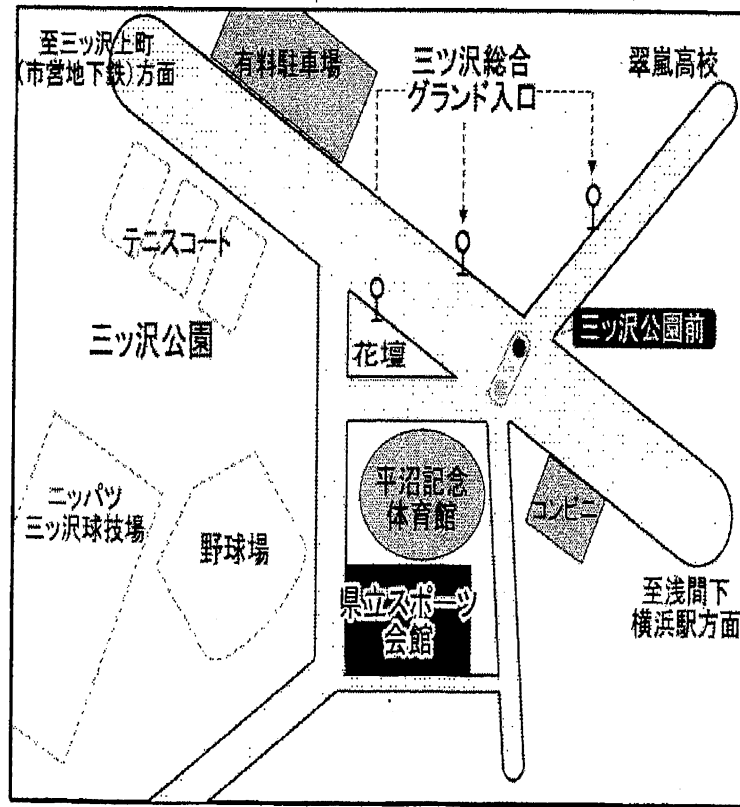 至三ッ沢上町
(市営地下鉄)方面
有料駐車場
三ツ沢総合
グランド入口
翠嵐高校
テニスコート
三ッ沢公園
花壇
三ッ沢公園前
ニッパツ
三ッ沢球技場
野球場
平沼記念
体育館
コンビニ
県立スポーツ
会館
至浅間下
横浜駅方面